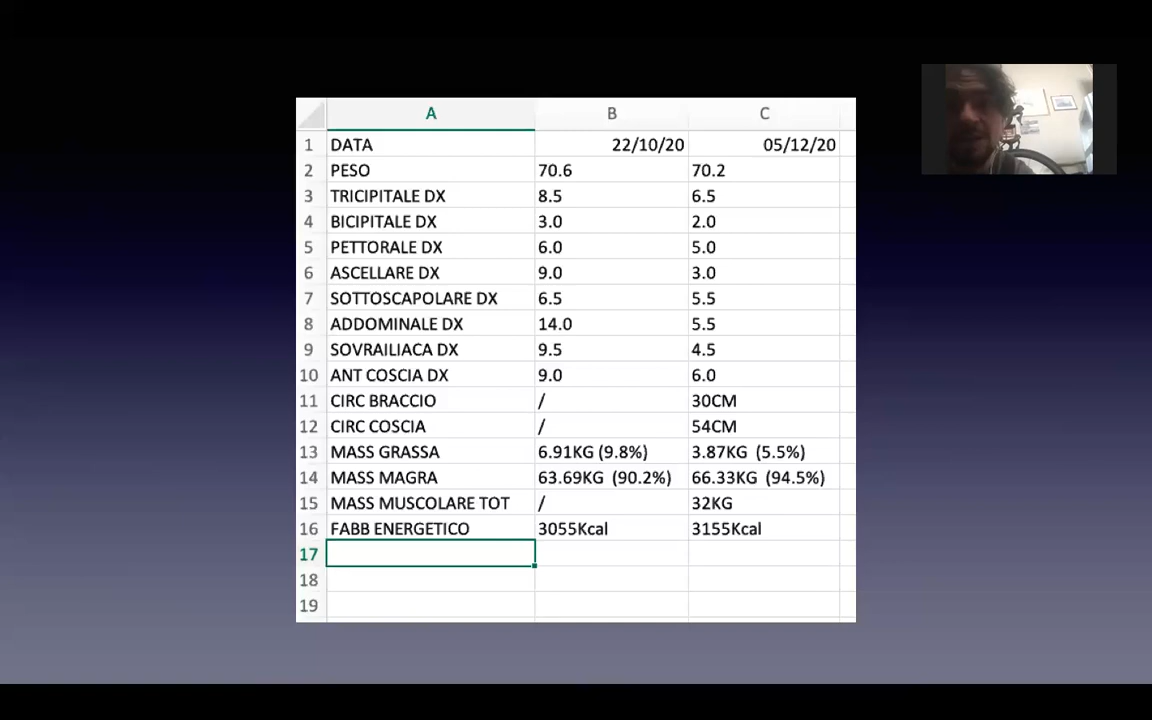 A B C
1 DATA 22/10/20 05/12/20
2 PESO 70.6 70.2
3 TRICIPITALE DX 8.5 6.5
4 BICIPITALE DX 3.0 2.0
5 PETTORALE DX 6.0 5.0
6 ASCELLARE DX 9.0 3.0
7 SOTTOSCAPOLARE DX 6.5 5.5
8 ADDOMINALE DX 14.0 5.5
9 SOVRAILIACA DX 9.5 4.5
10 ANT COSCIA DX 9.0 6.0
11 CIRC BRACCIO / 30CM
12 CIRC COSCIA / 54CM
13 MASS GRASSA 6.91KG (9.8%) 3.87KG (5.5%)
14 MASS MAGRA 63.69KG (90.2%) 66.33KG (94.5%)
15 MASS MUSCOLARE TOT / 32KG
16 FABB ENERGETICO 3055Kcal 3155Kcal
17
18
19